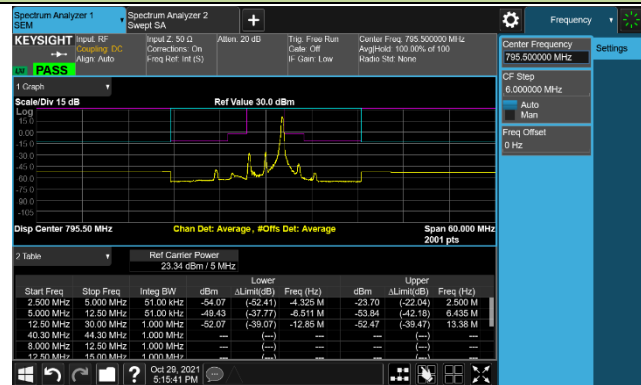 Spectrum Analyzer 1
SEM
Spectrum Analyzer 2
Swept SA
+
Frequency
KEYSIGHT
Input: RF
Coupling: DC
Align: Auto
Input Z: 50 Ω
Corrections: On
Freq Ref: Int (S)
Atten: 20 dB
Trig: Free Run
Gate: Off
IF Gain: Low
Center Freq: 795.500000 MHz
Avg|Hold: 100.00% of 100
Radio Std: None
PASS
Center Frequency
795.500000 MHz
Settings
CF Step
6.000000 MHz
Auto
Man
Freq Offset
0 Hz
1 Graph
Scale/Div 15 dB
Ref Value 30.0 dBm
Log
15.0
0.00
-15.0
-30.0
-45.0
-60.0
-75.0
-90.0
-105
Disp Center 795.50 MHz
Chan Det: Average , #Offs Det: Average
Span 60.000 MHz
2001 pts
2 Table
Ref Carrier Power
23.34 dBm / 5 MHz
Lower Upper
Start Freq Stop Freq Integ BW dBm ΔLimit(dB) Freq (Hz) dBm ΔLimit(dB) Freq (Hz)
2.500 MHz 5.000 MHz 51.00 kHz -54.07 (-52.41) -4.325 M -23.70 (-22.04) 2.500 M
5.000 MHz 12.50 MHz 51.00 kHz -49.43 (-37.77) -6.511 M -53.84 (-42.18) 6.435 M
12.50 MHz 30.00 MHz 1.000 MHz -52.07 (-39.07) -12.85 M -52.47 (-39.47) 13.38 M
40.30 MHz 44.30 MHz 1.000 MHz --- (---) --- (---)
8.000 MHz 12.50 MHz 1.000 MHz --- (---) --- (---)
12.50 MHz 15.00 MHz 1.000 MHz --- (---) --- (---)
?
Oct 29, 2021
5:15:41 PM